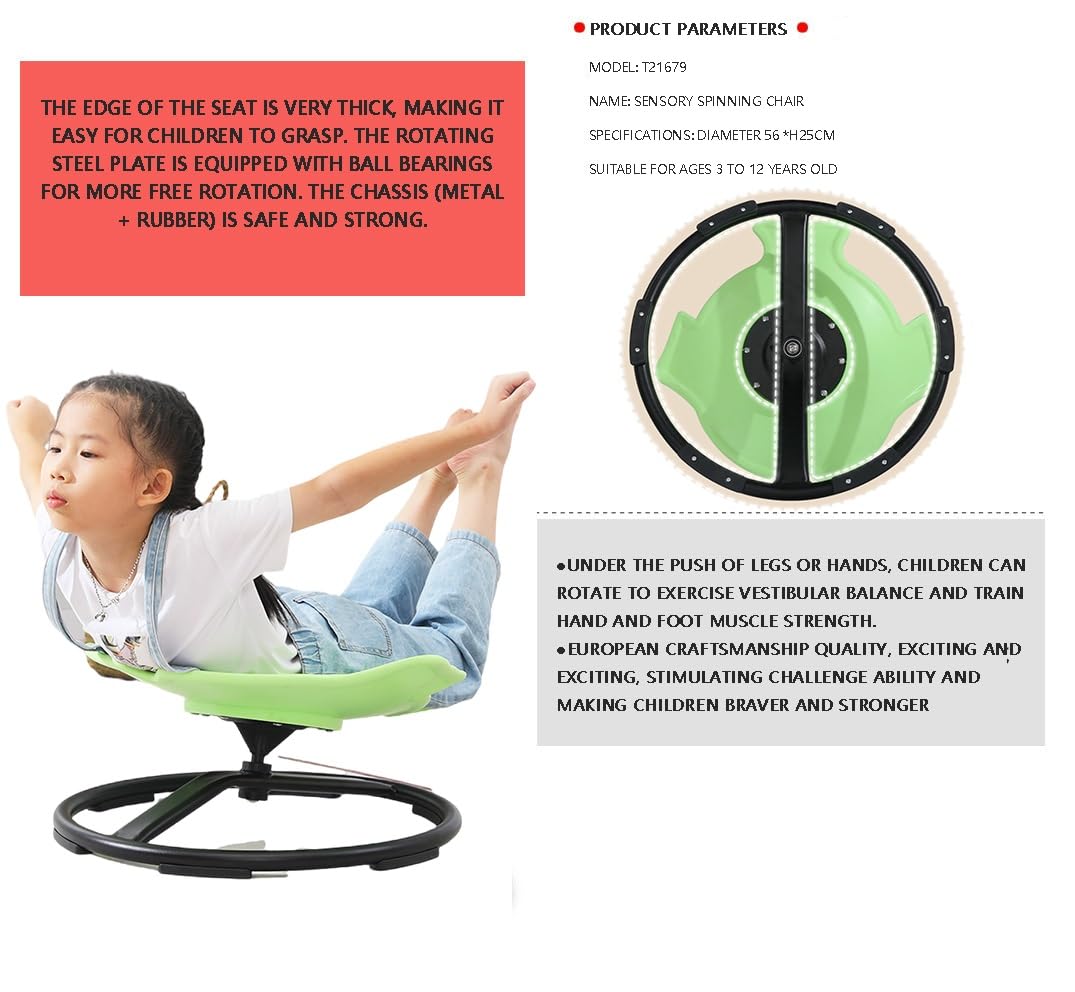 THE EDGE OF THE SEAT IS VERY THICK, MAKING IT
EASY FOR CHILDREN TO GRASP. THE ROTATING
STEEL PLATE IS EQUIPPED WITH BALL BEARINGS
FOR MORE FREE ROTATION. THE CHASSIS (METAL
+ RUBBER) IS SAFE AND STRONG.
PRODUCT PARAMETERS
MODEL: T21679
NAME: SENSORY SPINNING CHAIR
SPECIFICATIONS: DIAMETER 56 *H25CM
SUITABLE FOR AGES 3 TO 12 YEARS OLD
●UNDER THE PUSH OF LEGS OR HANDS, CHILDREN CAN
ROTATE TO EXERCISE VESTIBULAR BALANCE AND TRAIN
HAND AND FOOT MUSCLE STRENGTH.
●EUROPEAN CRAFTSMANSHIP QUALITY, EXCITING AND
EXCITING, STIMULATING CHALLENGE ABILITY AND
MAKING CHILDREN BRAVER AND STRONGER